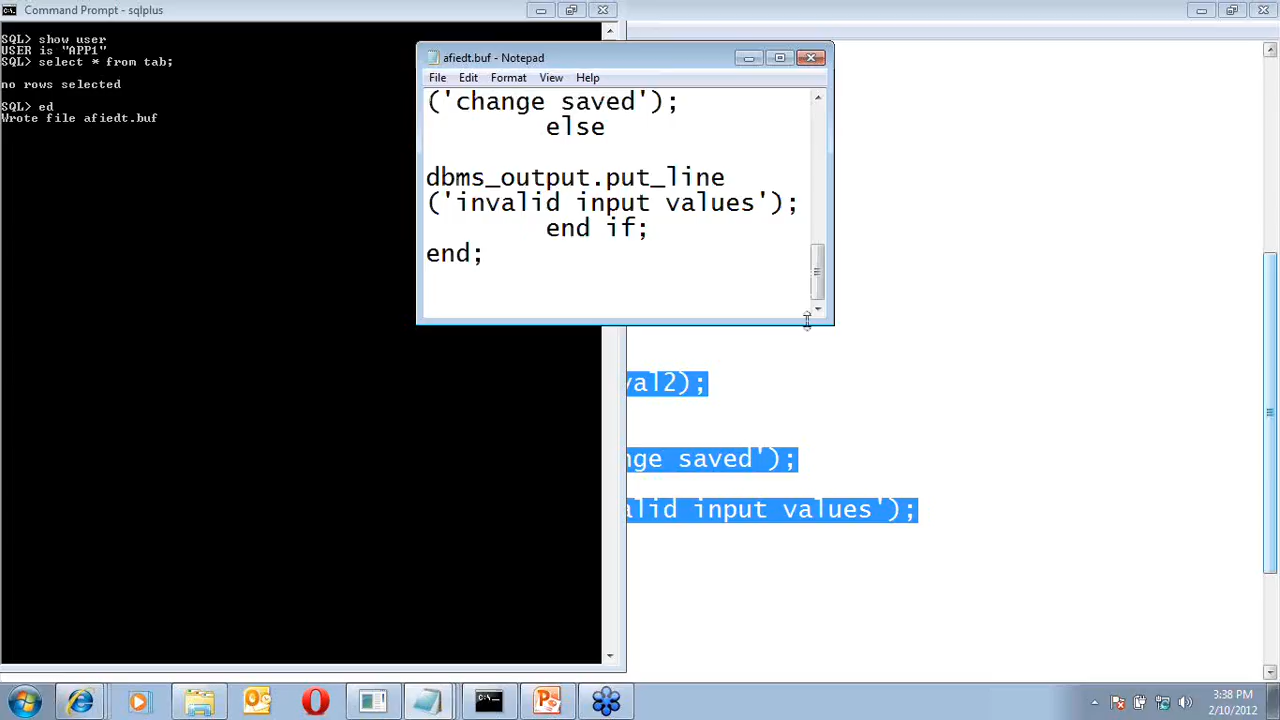 Command Prompt - sqlplus
SQL> show user
USER is "APP1"
SQL> select * from tab;
no rows selected
SQL> ed
Wrote file afiedt.buf
afiedt.buf - Notepad
File Edit Format View Help
('change saved');
else
dbms_output.put_line
('invalid input values');
end if;
end;
val2);
nge saved');
alid input values');
3:38 PM
2/10/2012